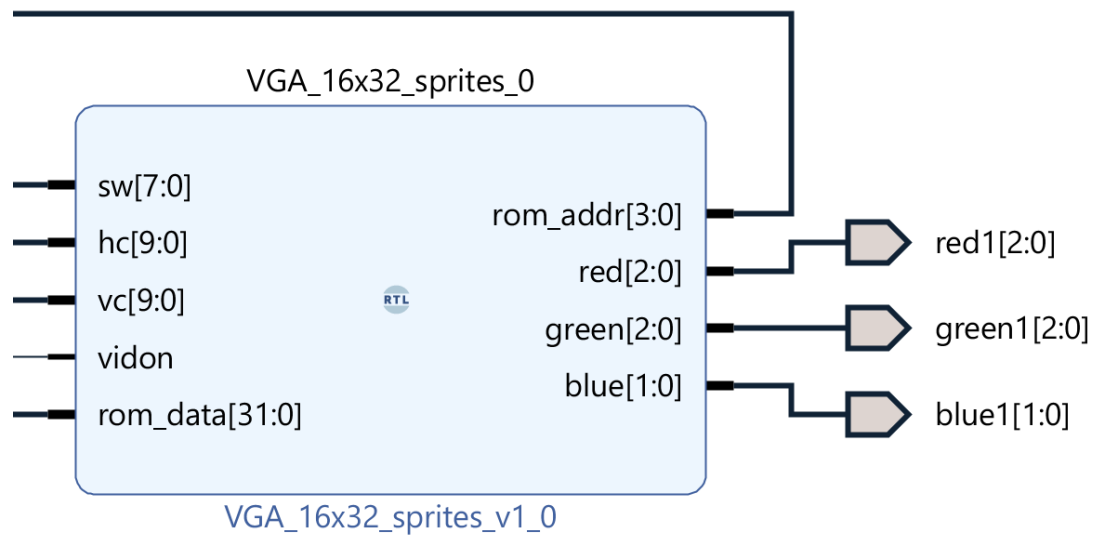 VGA_16x32_sprites_0
sw[7:0]
hc[9:0]
vc[9:0]
vidon
rom_data[31:0]
RTL
rom_addr[3:0]
red[2:0]
green[2:0]
blue[1:0]
red1[2:0]
green1[2:0]
blue1[1:0]
VGA_16x32_sprites_v1_0